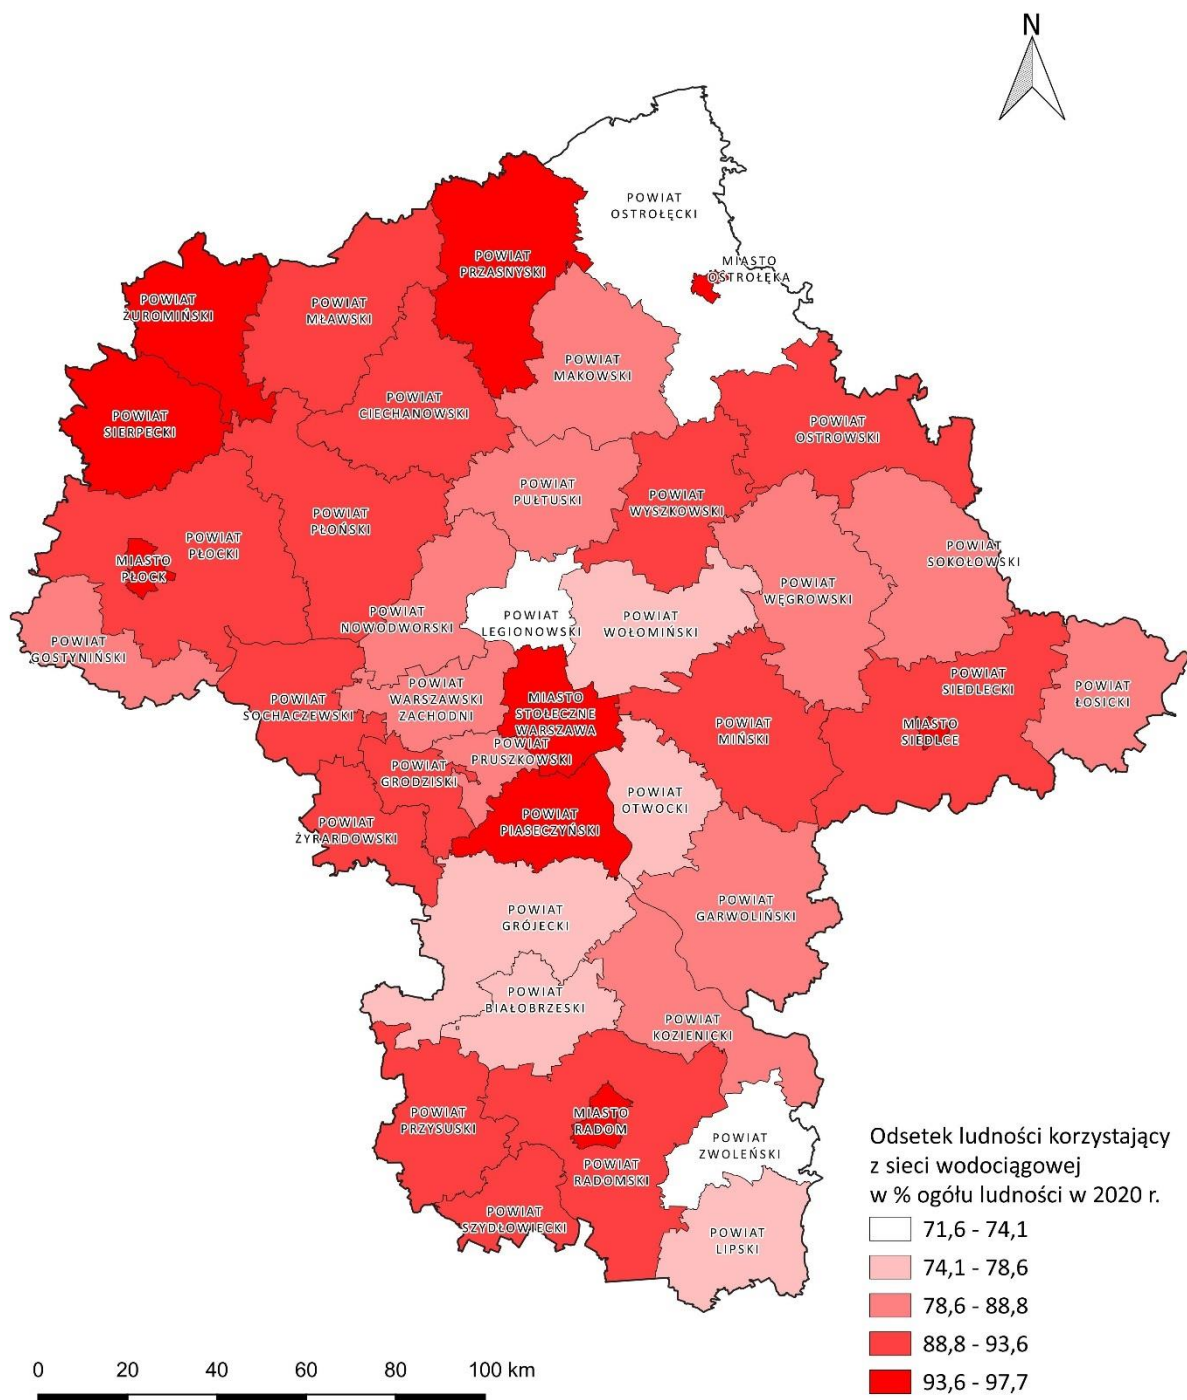 N
POWIAT
OSTROŁĘCKI
MIASTO
OSTROŁĘKA
POWIAT
PRZASNYSKI
POWIAT
ŻUROMIŃSKI
POWIAT
MŁAWSKI
POWIAT
MAKOWSKI
POWIAT
CIECHANOWSKI
POWIAT
SIERPECKI
POWIAT
OSTROWSKI
POWIAT
PUŁTUSKI
POWIAT
WYSZKOWSKI
POWIAT
PŁOŃSKI
POWIAT
PŁOCKI
MIASTO
PŁOCK
POWIAT
SOKOŁOWSKI
POWIAT
WĘGROWSKI
POWIAT
NOWODWORSKI
POWIAT
LEGIONOWSKI
POWIAT
WOŁOMIŃSKI
POWIAT
GOSTYNIŃSKI
POWIAT
SIEDLECKI
POWIAT
ŁOSICKI
POWIAT
SOCHACZEWSKI
POWIAT
WARSZAWSKI
ZACHODNI
MIASTO
STOŁECZNE
WARSZAWA
POWIAT
MIŃSKI
MIASTO
SIEDLCE
POWIAT
PRUSZKOWSKI
POWIAT
GRODZISKI
POWIAT
OTWOCKI
POWIAT
ŻYRARDOWSKI
POWIAT
PIASECZYŃSKI
POWIAT
GARWOLIŃSKI
POWIAT
GRÓJECKI
POWIAT
BIAŁOBRZESKI
POWIAT
KOZIENICKI
POWIAT
PRZYSUSKI
MIASTO
RADOM
POWIAT
ZWOLEŃSKI
POWIAT
RADOMSKI
POWIAT
SZYDŁOWIECKI
POWIAT
LIPSKI
Odsetek ludności korzystający
z sieci wodociągowej
w % ogółu ludności w 2020 r.
71,6 - 74,1
74,1 - 78,6
78,6 - 88,8
88,8 - 93,6
93,6 - 97,7
0 20 40 60 80 100 km